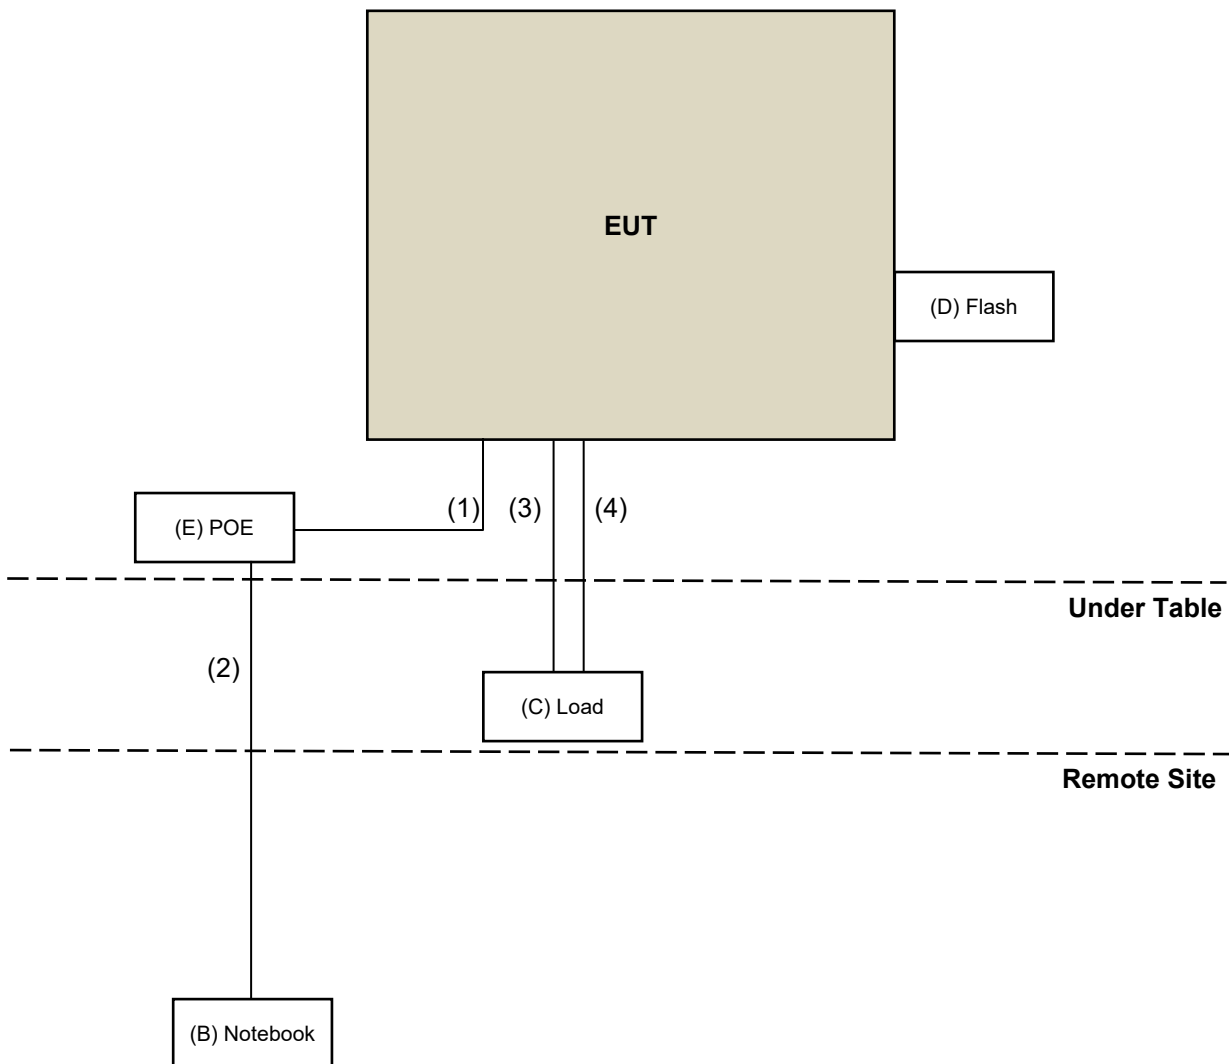 EUT
(D) Flash
(1)
(3)
(4)
(E) POE
Under Table
(2)
(C) Load
Remote Site
(B) Notebook